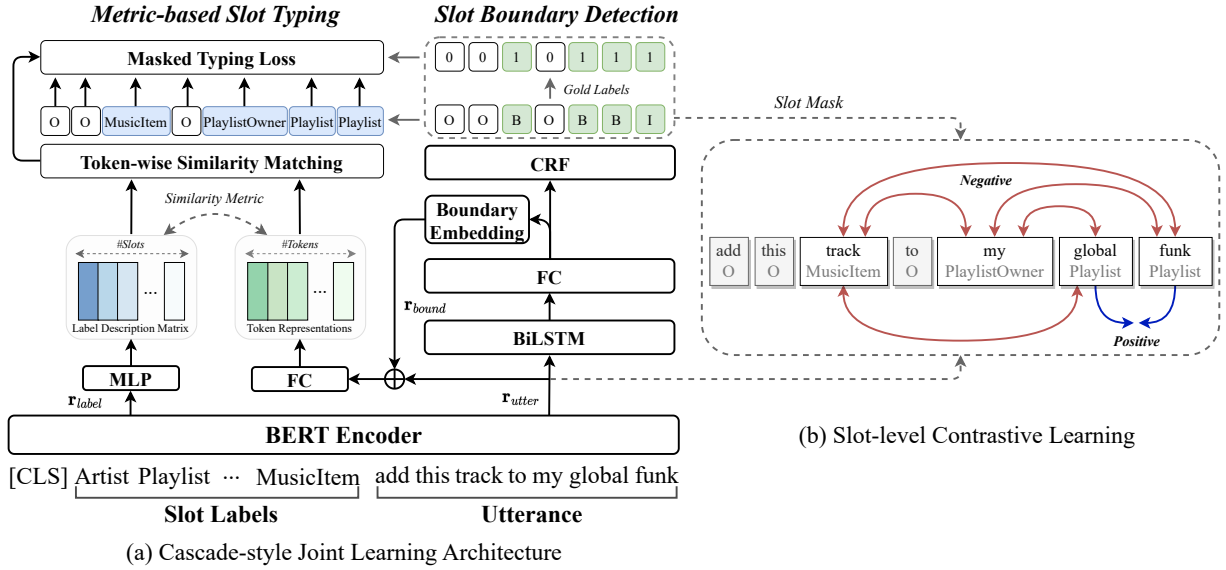 Metric-based Slot Typing
Slot Boundary Detection
Masked Typing Loss
0 0 1 0 1 1 1
Gold Labels
O O MusicItem O PlaylistOwner Playlist Playlist
O O B O B B I
Slot Mask
Token-wise Similarity Matching
CRF
Similarity Metric
Boundary
Embedding
#Slots
#Tokens
...
...
Label Description Matrix
Token Representations
FC
r_bound
BiLSTM
MLP
FC
r_label
r_utter
BERT Encoder
[CLS] Artist Playlist ... MusicItem add this track to my global funk
Slot Labels
Utterance
(a) Cascade-style Joint Learning Architecture
Negative
add this track to my global funk
O O MusicItem O PlaylistOwner Playlist Playlist
Positive
(b) Slot-level Contrastive Learning